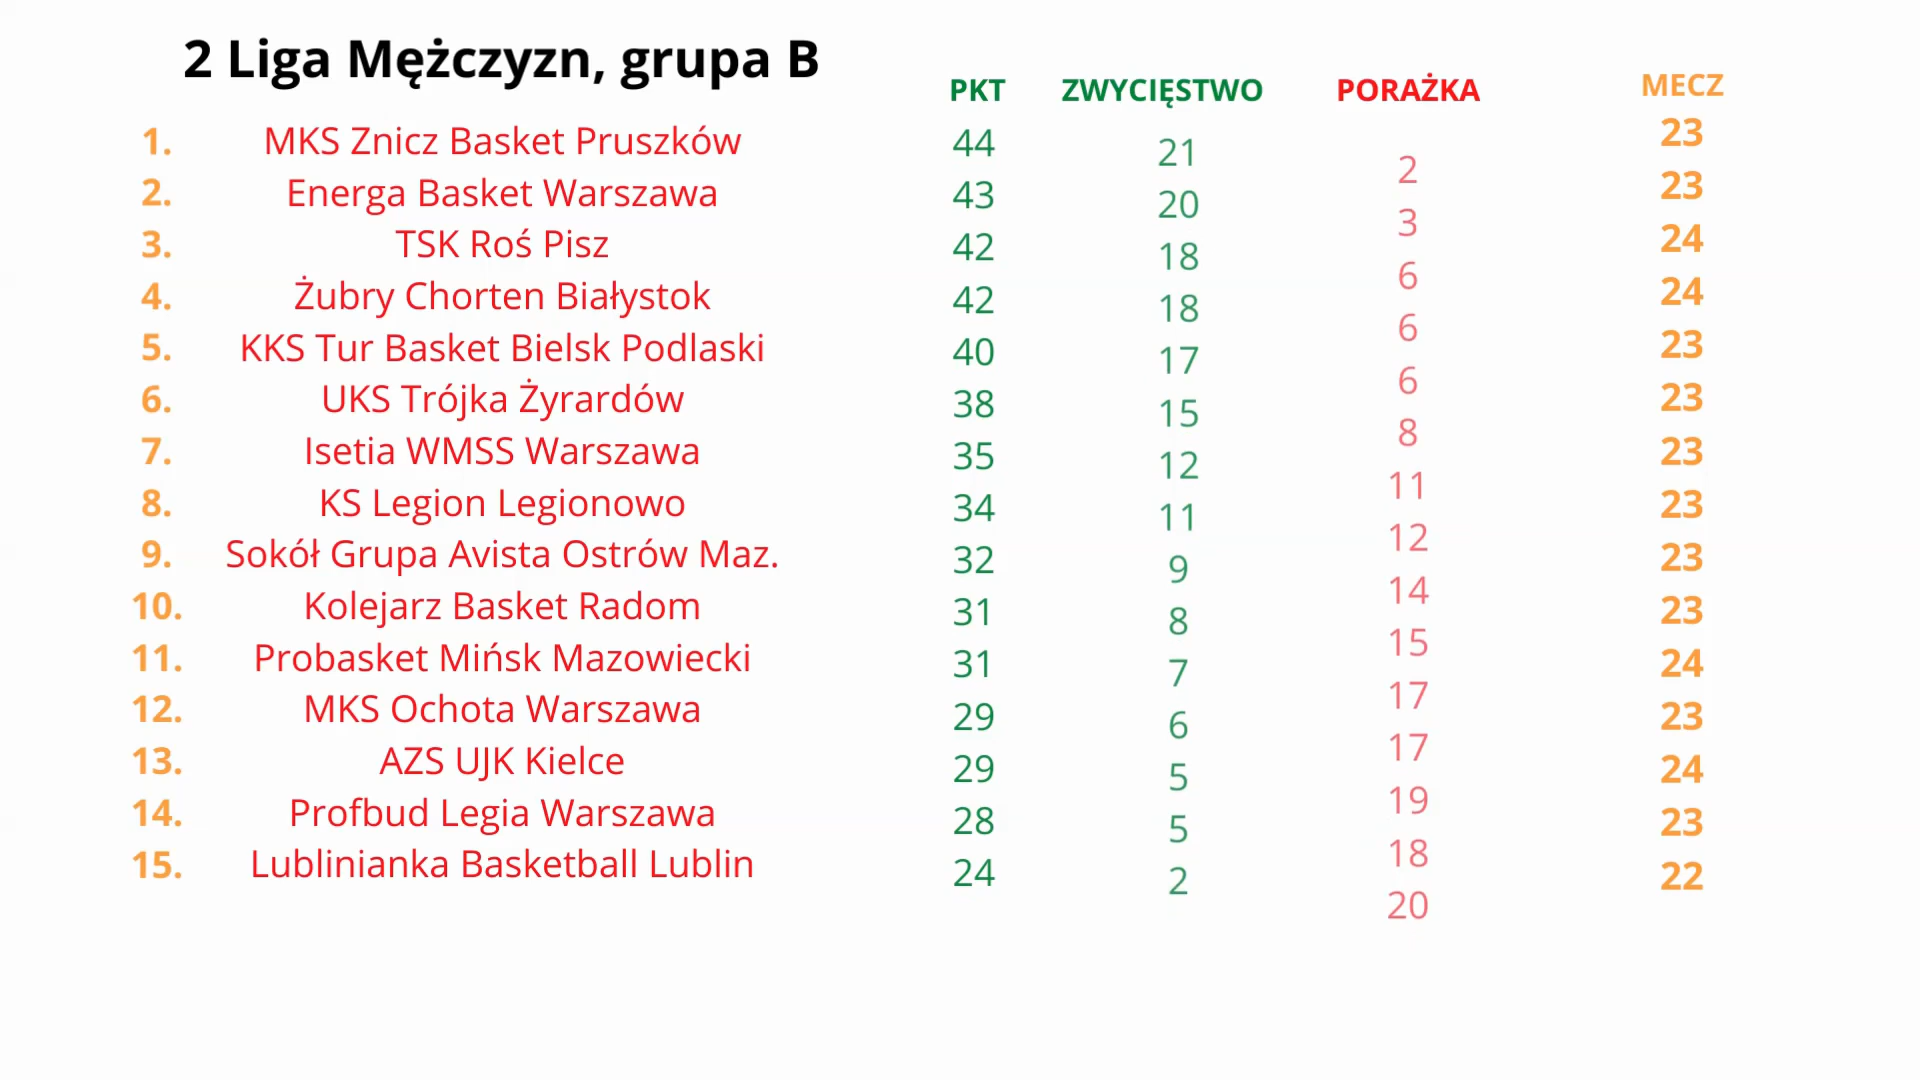 2 Liga Mężczyzn, grupa B
PKT ZWYCIĘSTWO PORAŻKA MECZ
1. MKS Znicz Basket Pruszków 44 21 2 23
2. Energa Basket Warszawa 43 20 3 23
3. TSK Roś Pisz 42 18 6 24
4. Żubry Chorten Białystok 42 18 6 24
5. KKS Tur Basket Bielsk Podlaski 40 17 6 23
6. UKS Trójka Żyrardów 38 15 8 23
7. Isetia WMSS Warszawa 35 12 11 23
8. KS Legion Legionowo 34 11 12 23
9. Sokół Grupa Avista Ostrów Maz. 32 9 14 23
10. Kolejarz Basket Radom 31 8 15 23
11. Probasket Mińsk Mazowiecki 31 7 17 24
12. MKS Ochota Warszawa 29 6 17 23
13. AZS UJK Kielce 29 5 19 24
14. Profbud Legia Warszawa 28 5 18 23
15. Lublinianka Basketball Lublin 24 2 20 22